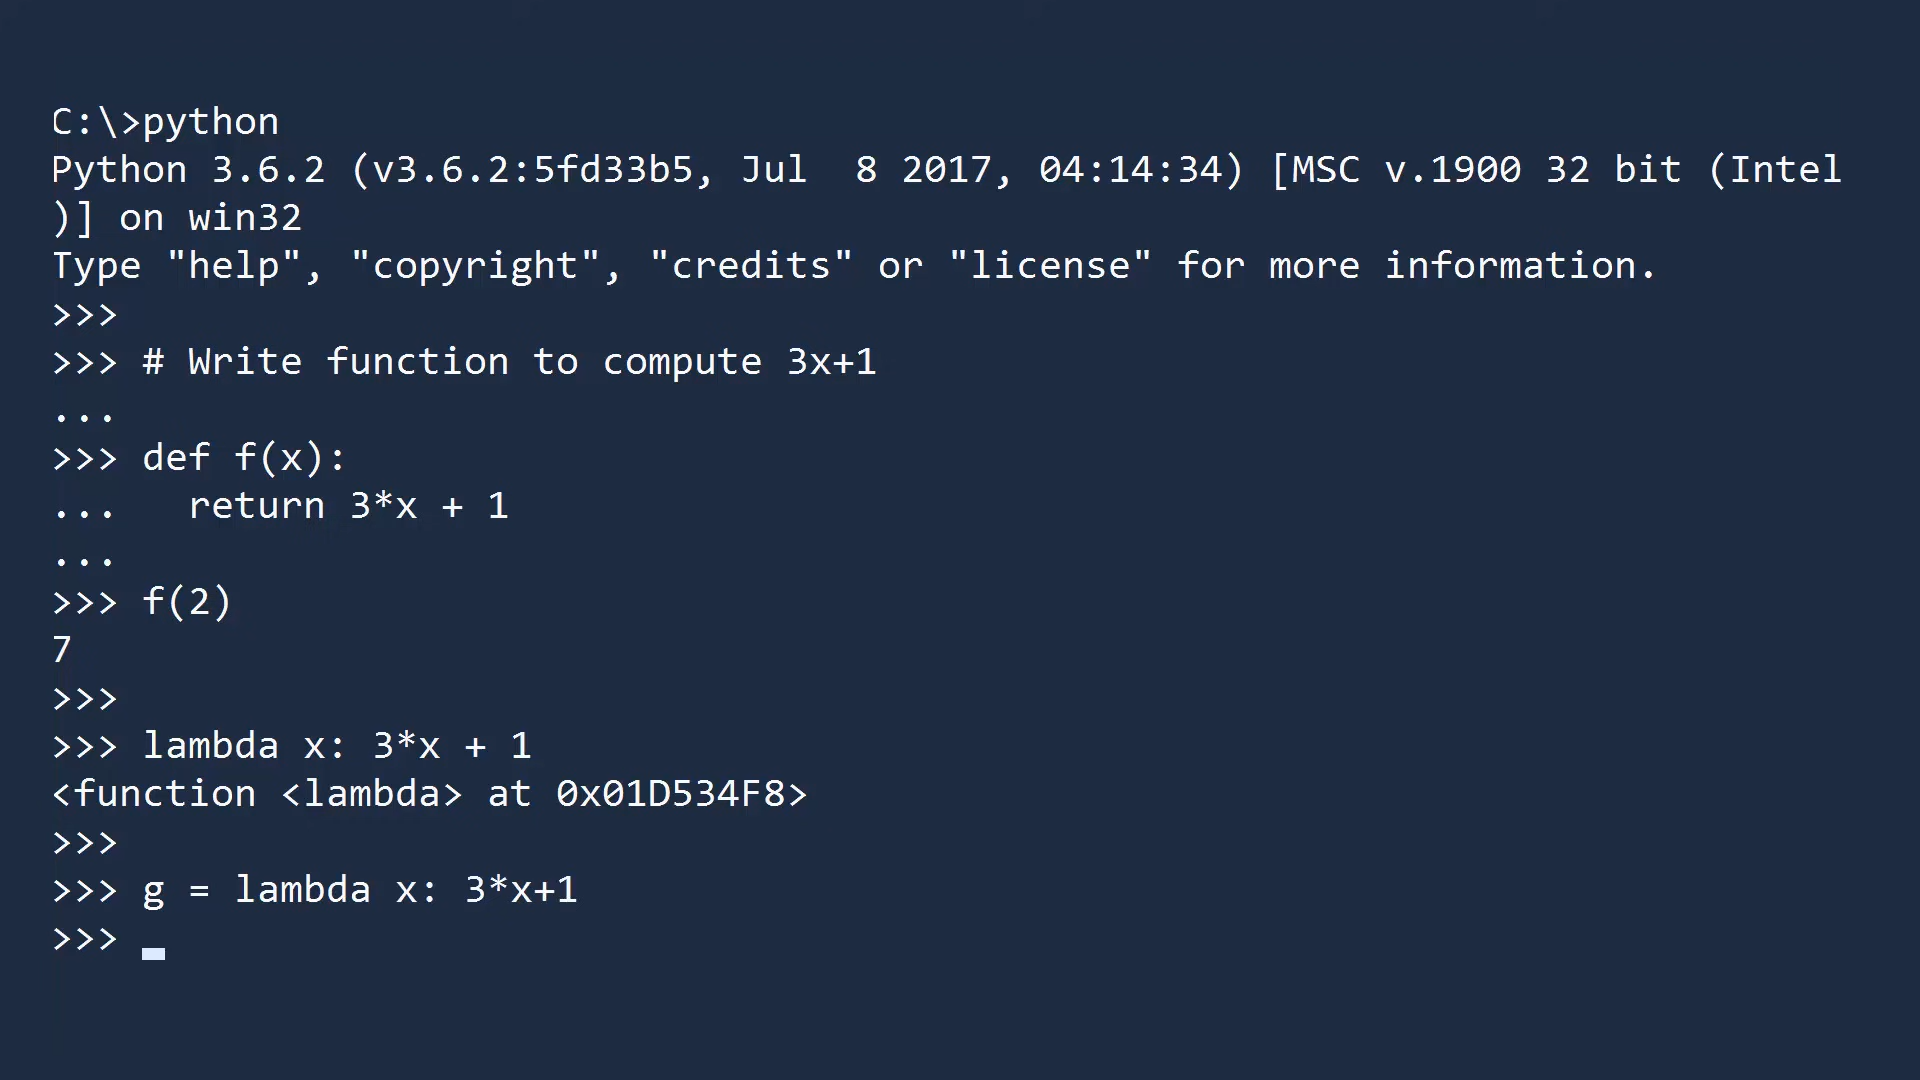 C:\>python
Python 3.6.2 (v3.6.2:5fd33b5, Jul  8 2017, 04:14:34) [MSC v.1900 32 bit (Intel
)] on win32
Type "help", "copyright", "credits" or "license" for more information.
>>>
>>> # Write function to compute 3x+1
...
>>> def f(x):
...   return 3*x + 1
...
>>> f(2)
7
>>>
>>> lambda x: 3*x + 1
<function <lambda> at 0x01D534F8>
>>>
>>> g = lambda x: 3*x+1
>>>